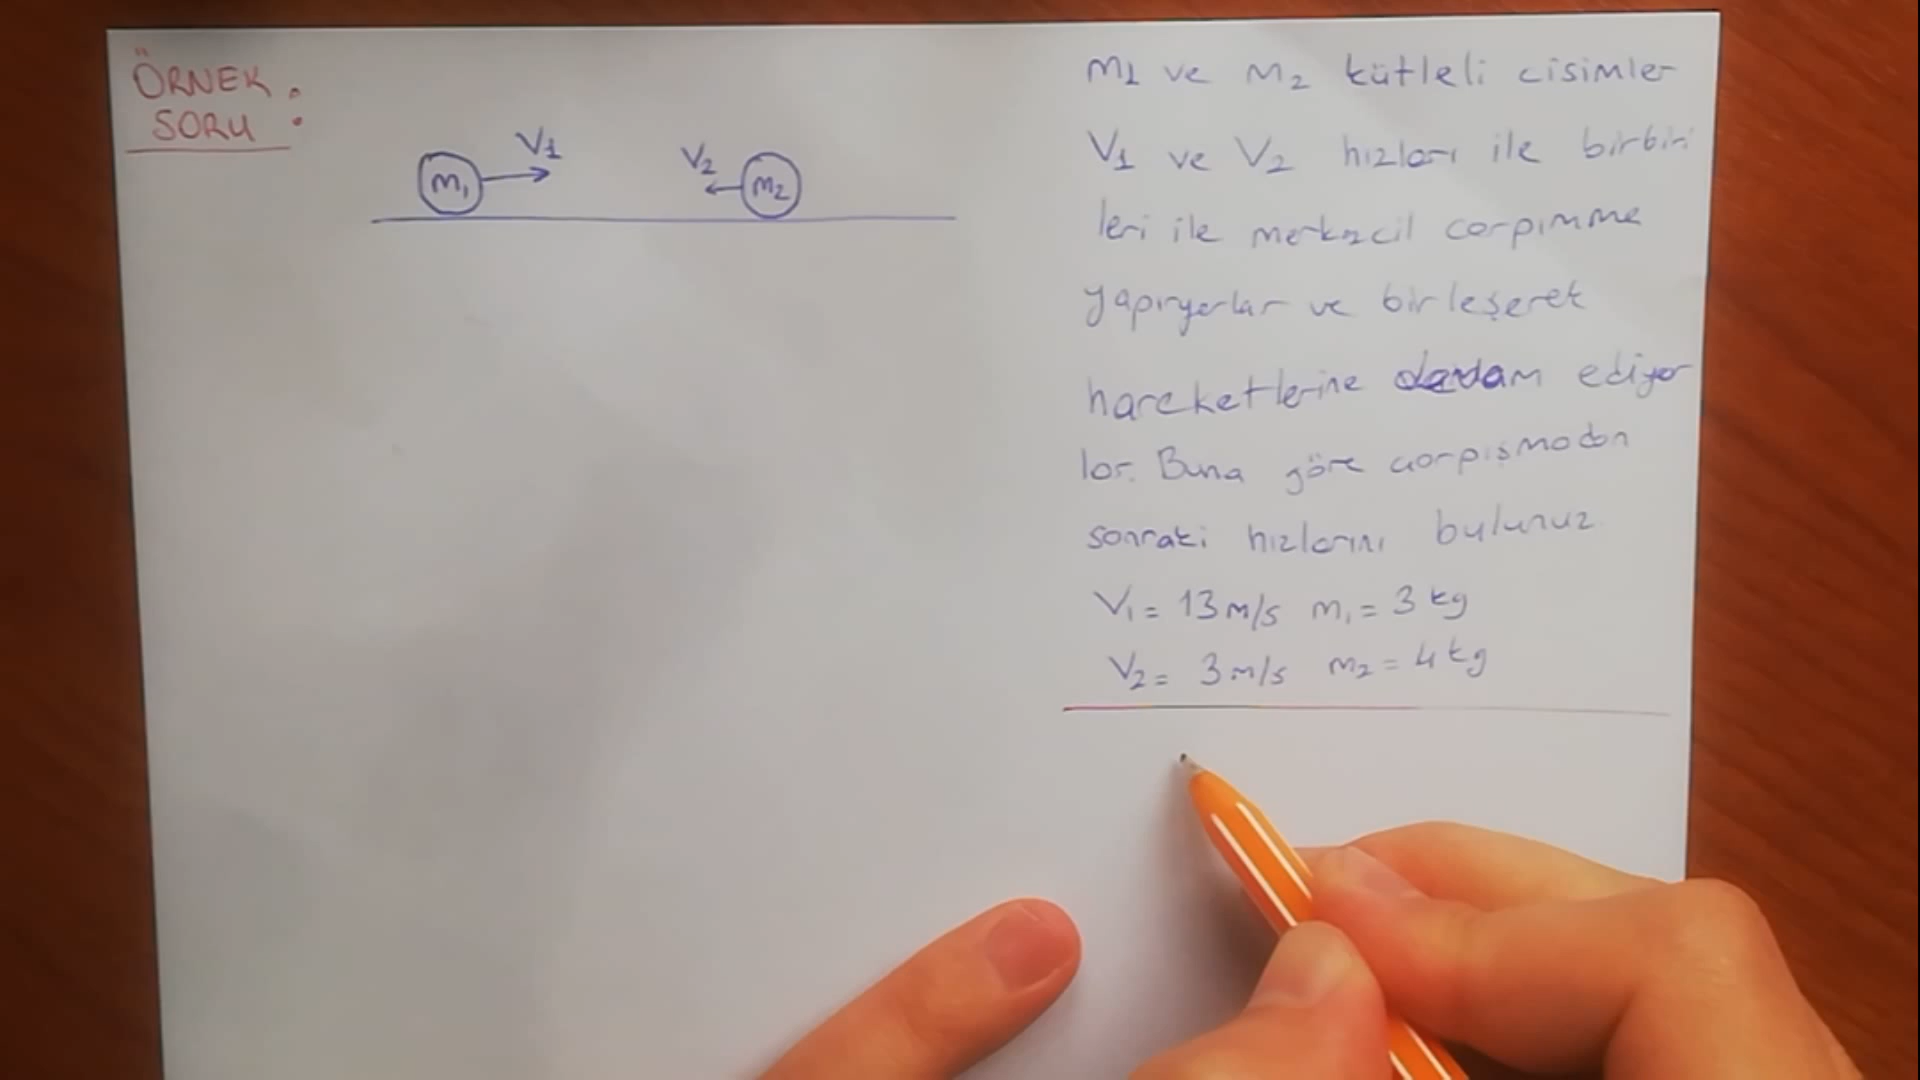 ÖRNEK
SORU :
m₁ V₁ V₂ m₂
m₁ ve m₂ kütleli cisimler
V₁ ve V₂ hızları ile birbiri
leri ile merkezcil carpımme
yapıyorlar ve birleşerek
hareketlerine devam ediyor
lar. Buna göre çarpışmadan
sonraki hızlarını bulunuz
V₁ = 13 m/s m₁ = 3 kg
V₂ = 3 m/s m₂ = 4 kg